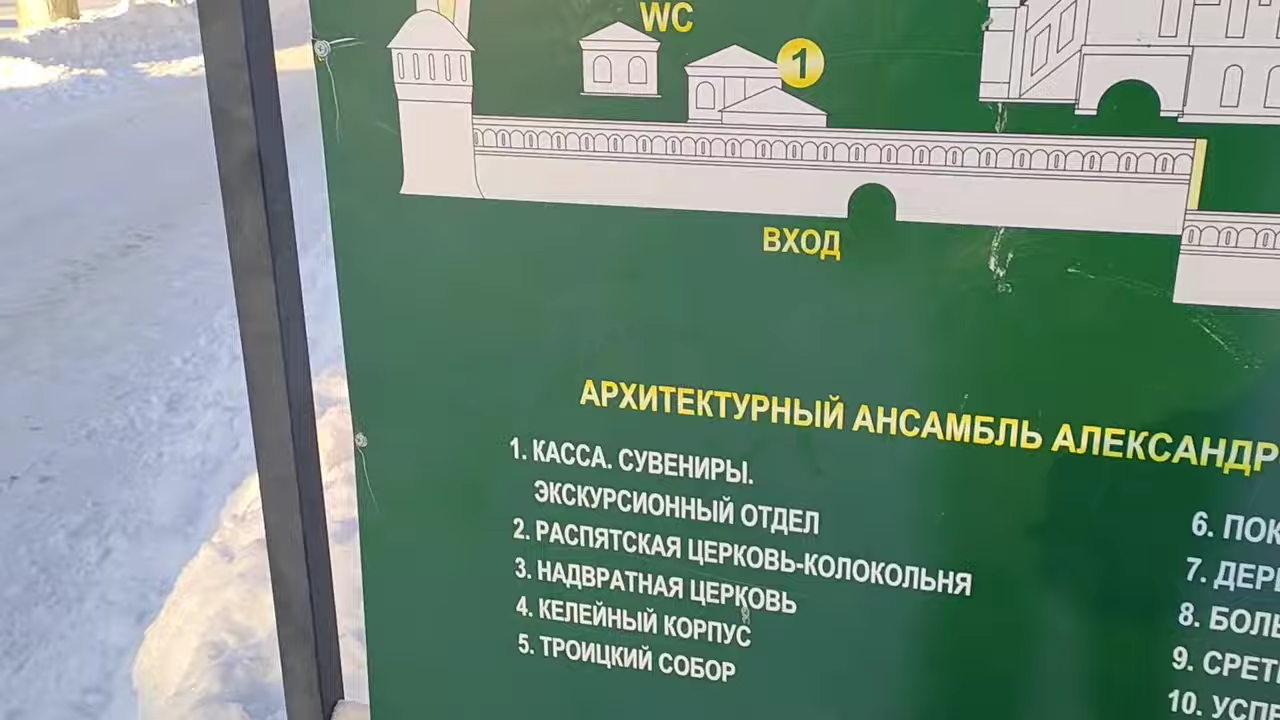 WC
1
ВХОД
АРХИТЕКТУРНЫЙ АНСАМБЛЬ АЛЕКСАНДР
1. КАССА. СУВЕНИРЫ.
ЭКСКУРСИОННЫЙ ОТДЕЛ
2. РАСПЯТСКАЯ ЦЕРКОВЬ-КОЛОКОЛЬНЯ
3. НАДВРАТНАЯ ЦЕРКОВЬ
4. КЕЛЕЙНЫЙ КОРПУС
5. ТРОИЦКИЙ СОБОР
6. ПОК
7. ДЕР
8. БОЛЬ
9. СРЕТ
10. УСПЕ